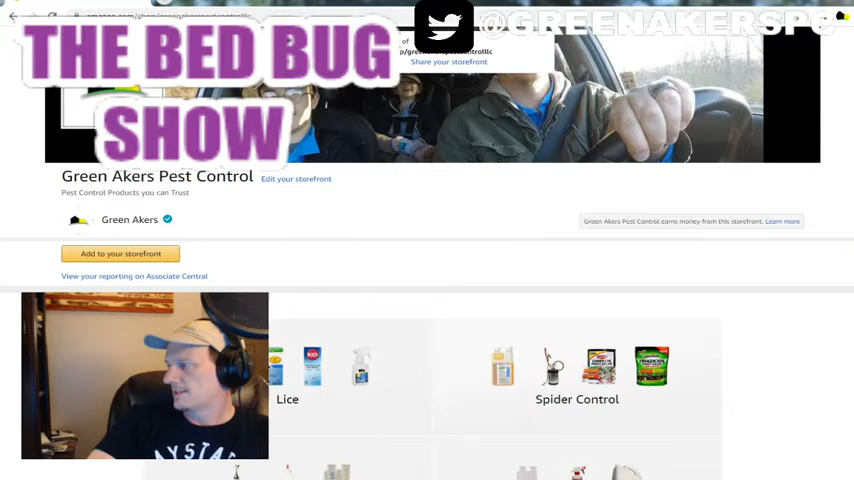 @GREENAKERSPC
THE BED BUG
SHOW
of
p/greenakerspestcontrolllc
Share your storefront
Green Akers Pest Control Edit your storefront
Pest Control Products you can Trust
Green Akers
Green Akers Pest Control earns money from this storefront. Learn more
Add to your storefront
View your reporting on Associate Central
Lice
Spider Control